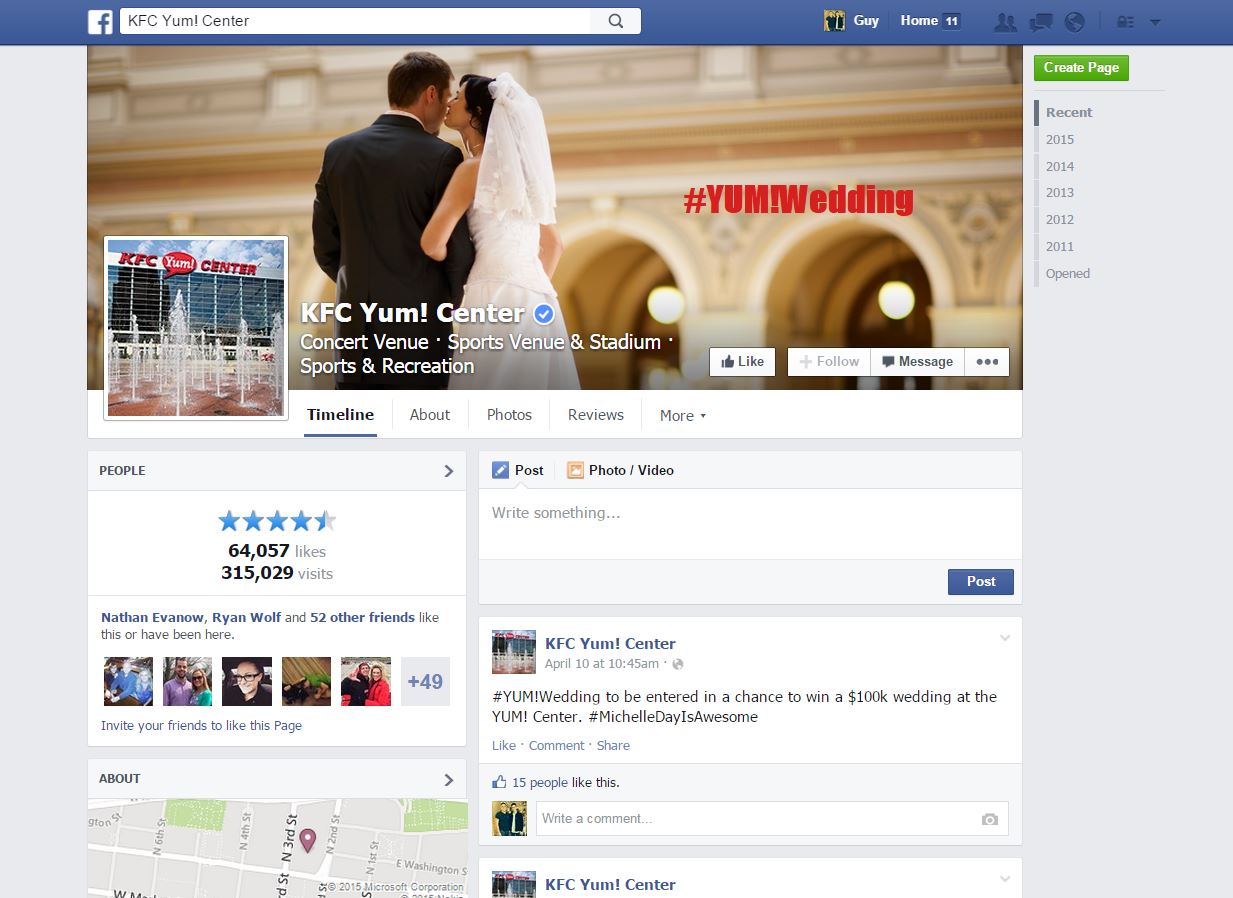 KFC Yum! Center
Guy
Home 11
Create Page
Recent
2015
2014
2013
2012
2011
Opened
#YUM!Wedding
KFC Yum! CENTER
KFC Yum! Center
Concert Venue · Sports Venue & Stadium ·
Sports & Recreation
Like
Follow
Message
Timeline
About
Photos
Reviews
More
PEOPLE
64,057 likes
315,029 visits
Nathan Evanow, Ryan Wolf and 52 other friends like
this or have been here.
+49
Invite your friends to like this Page
ABOUT
N 6th St
N 4th St
N 3rd St
N 2nd St
N 1st St
E Washington S
W Ma
© 2015 Microsoft Corporation
© 2015 Nokia
Post
Photo / Video
Write something...
Post
KFC Yum! Center
April 10 at 10:45am ·
#YUM!Wedding to be entered in a chance to win a $100k wedding at the
YUM! Center. #MichelleDayIsAwesome
Like · Comment · Share
15 people like this.
Write a comment...
KFC Yum! Center